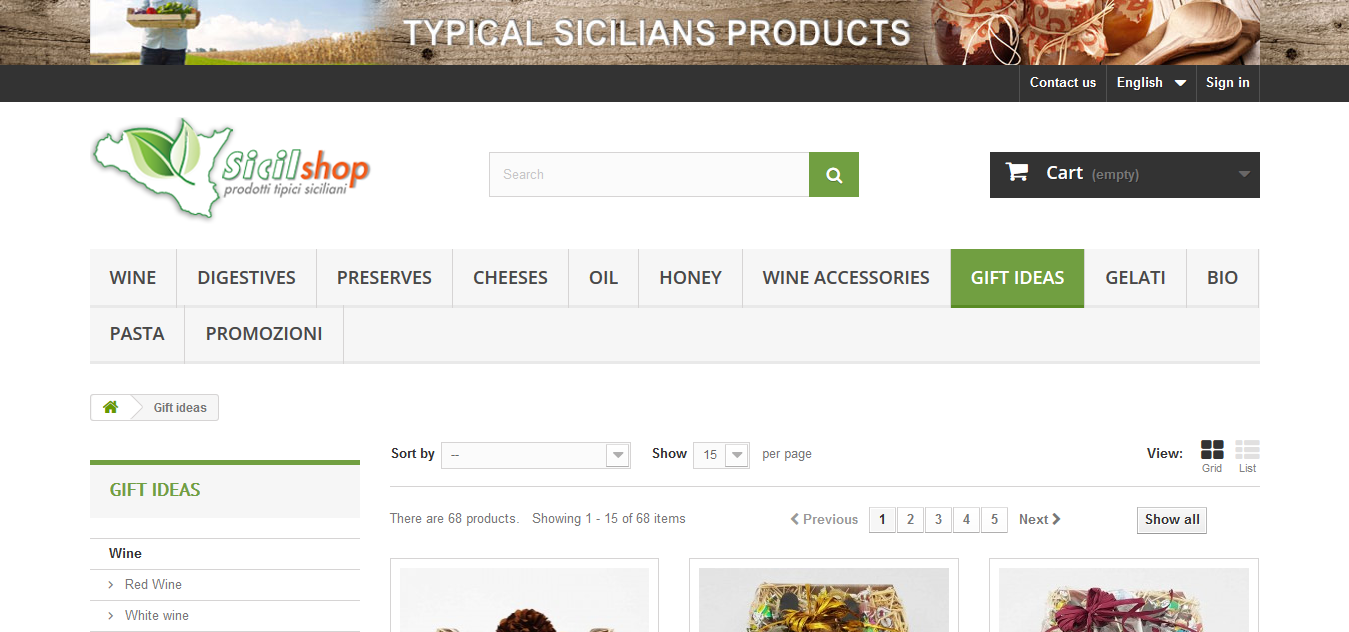 TYPICAL SICILIANS PRODUCTS
Contact us English Sign in
Sicilshop
prodotti tipici siciliani
Search
Cart (empty)
WINE DIGESTIVES PRESERVES CHEESES OIL HONEY WINE ACCESSORIES GIFT IDEAS GELATI BIO
PASTA PROMOZIONI
Gift ideas
Sort by -- Show 15 per page View:
Grid List
GIFT IDEAS
There are 68 products. Showing 1 - 15 of 68 items Previous 1 2 3 4 5 Next Show all
Wine
Red Wine
White wine